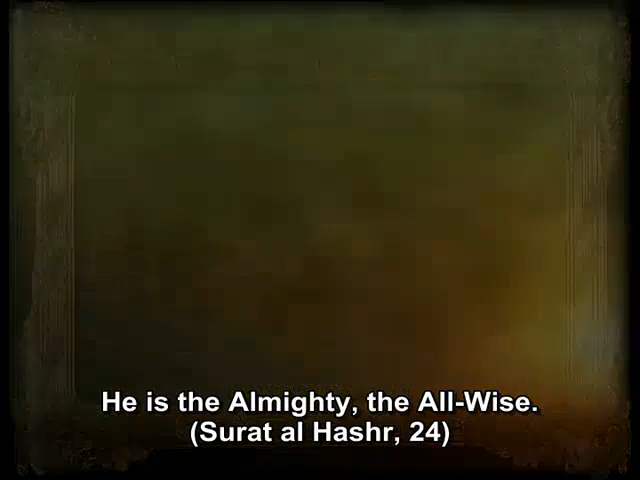 He is the Almighty, the All-Wise.
(Surat al Hashr, 24)